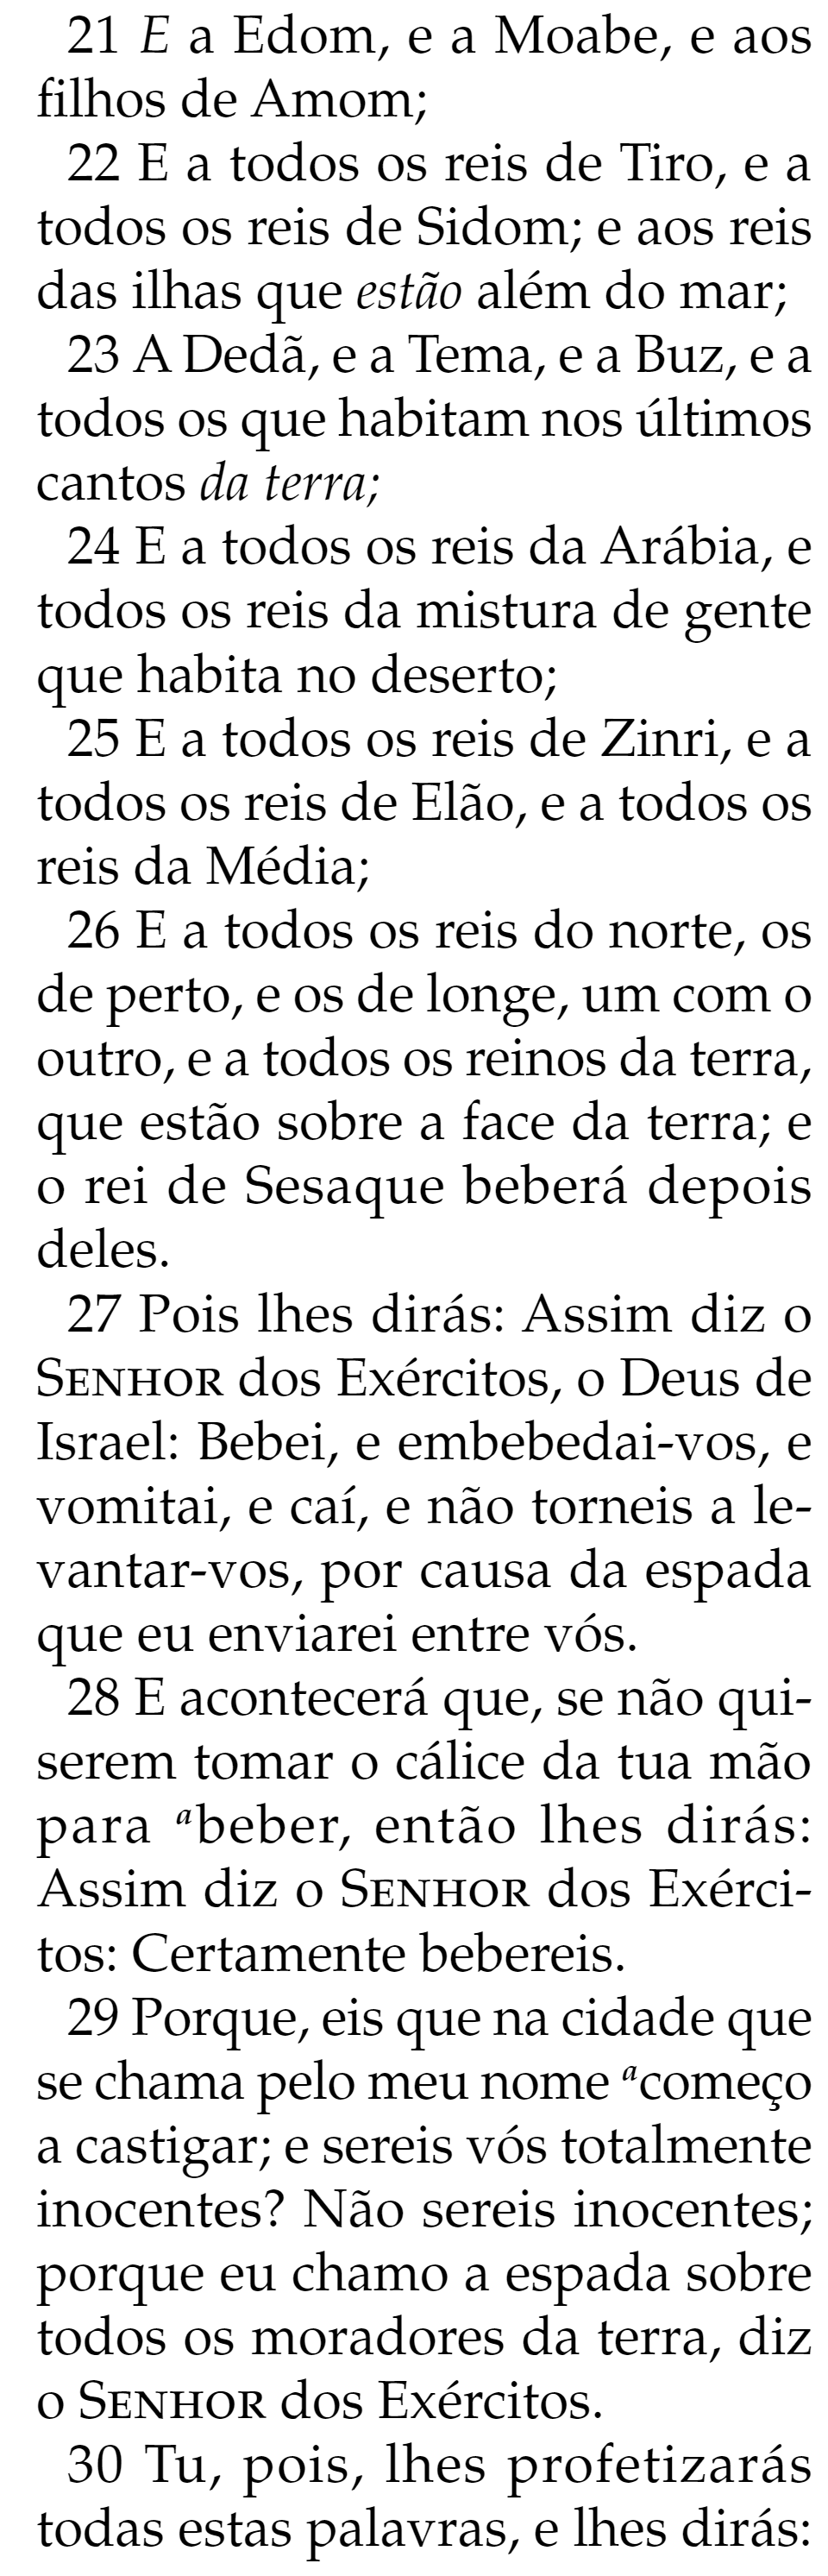 21 E a Edom, e a Moabe, e aos
filhos de Amom;
22 E a todos os reis de Tiro, e a
todos os reis de Sidom; e aos reis
das ilhas que estão além do mar;
23 A Dedã, e a Tema, e a Buz, e a
todos os que habitam nos últimos
cantos da terra;
24 E a todos os reis da Arábia, e
todos os reis da mistura de gente
que habita no deserto;
25 E a todos os reis de Zinri, e a
todos os reis de Elão, e a todos os
reis da Média;
26 E a todos os reis do norte, os
de perto, e os de longe, um com o
outro, e a todos os reinos da terra,
que estão sobre a face da terra; e
o rei de Sesaque beberá depois
deles.
27 Pois lhes dirás: Assim diz o
SENHOR dos Exércitos, o Deus de
Israel: Bebei, e embebedai-vos, e
vomitai, e caí, e não torneis a le-
vantar-vos, por causa da espada
que eu enviarei entre vós.
28 E acontecerá que, se não qui-
serem tomar o cálice da tua mão
para ᵃbeber, então lhes dirás:
Assim diz o SENHOR dos Exérci-
tos: Certamente bebereis.
29 Porque, eis que na cidade que
se chama pelo meu nome ᵃcomeço
a castigar; e sereis vós totalmente
inocentes? Não sereis inocentes;
porque eu chamo a espada sobre
todos os moradores da terra, diz
o SENHOR dos Exércitos.
30 Tu, pois, lhes profetizarás
todas estas palavras, e lhes dirás: